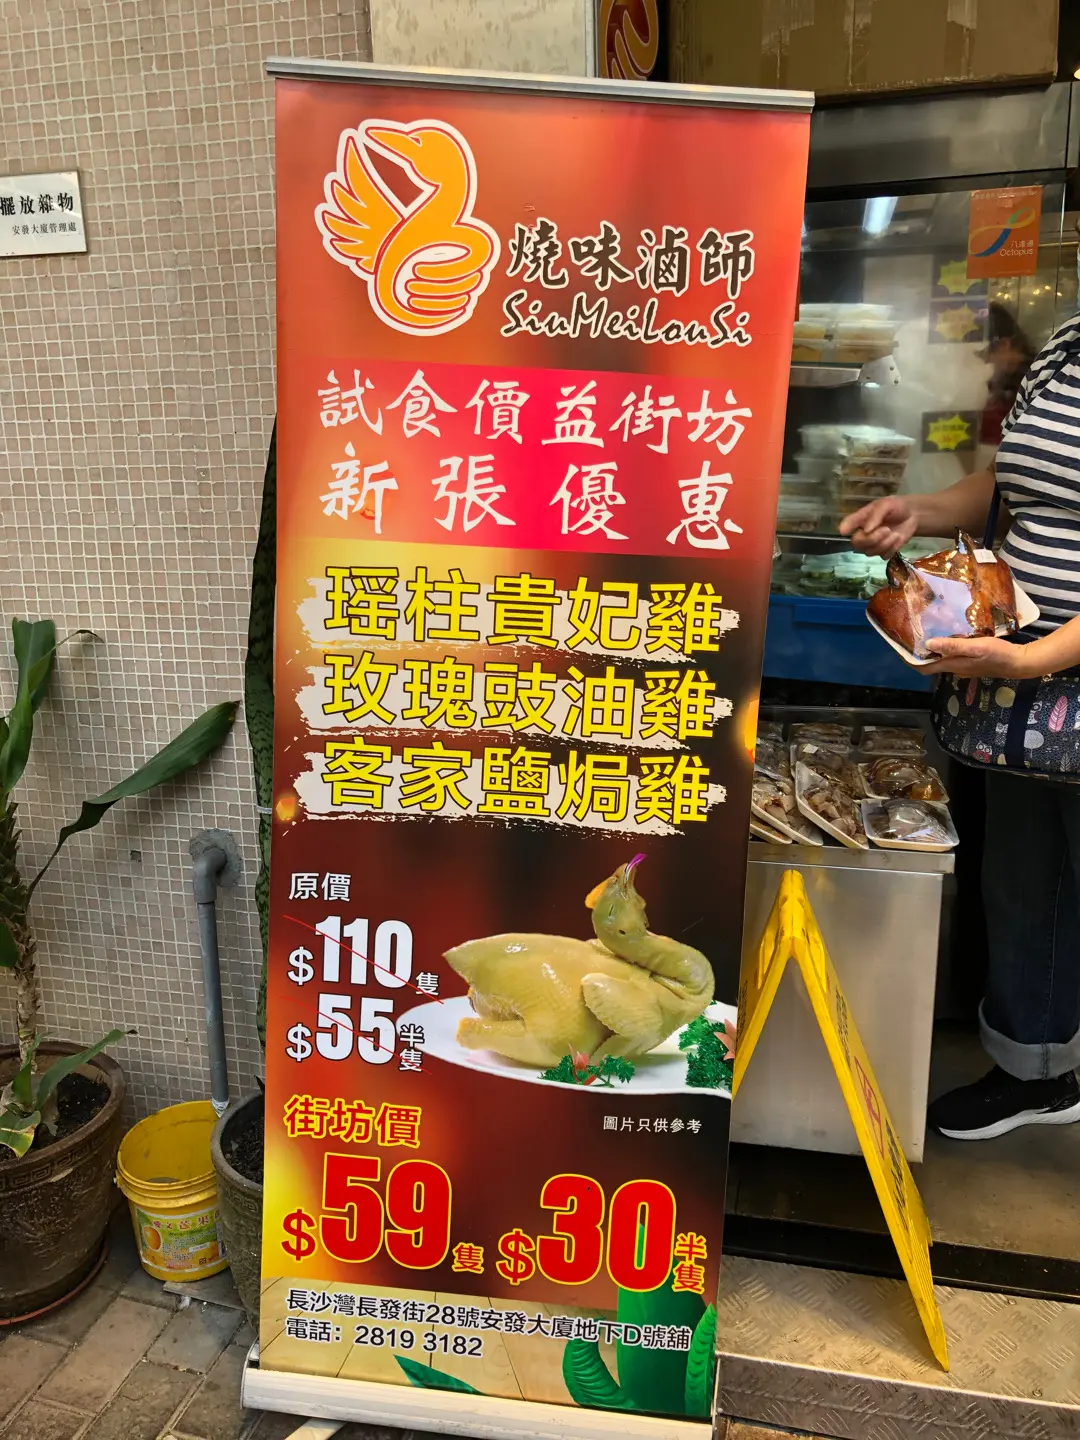 擺放雜物
安發大廈管理處
燒味滷師
SiuMeiLouSi
試食價益街坊
新張優惠
瑶柱貴妃雞
玫瑰豉油雞
客家鹽焗雞
原價
$110隻
$55半隻
圖片只供參考
街坊價
$59隻 $30半隻
長沙灣長發街28號安發大廈地下D號舖
電話：2819 3182
八達通
Octopus